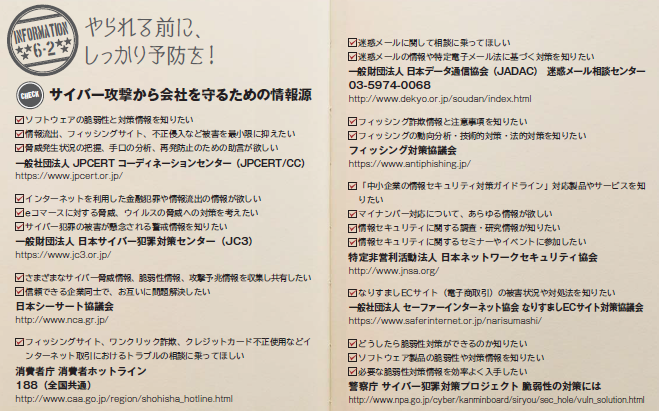 INFORMATION
6-2
やられる前に、
しっかり予防を！
CHECK
サイバー攻撃から会社を守るための情報源
ソフトウェアの脆弱性と対策情報を知りたい
情報流出、フィッシングサイト、不正侵入など被害を最小限に抑えたい
脅威発生状況の把握、手口の分析、再発防止のための助言が欲しい
一般社団法人 JPCERT コーディネーションセンター（JPCERT/CC）
https://www.jpcert.or.jp/
インターネットを利用した金融犯罪や情報流出の情報が欲しい
eコマースに対する脅威、ウイルスの脅威への対策を考えたい
サイバー犯罪の被害が懸念される警戒情報を知りたい
一般財団法人 日本サイバー犯罪対策センター（JC3）
https://www.jc3.or.jp/
さまざまなサイバー脅威情報、脆弱性情報、攻撃予兆情報を収集し共有したい
信頼できる企業同士で、お互いに問題解決したい
日本シーサート協議会
http://www.nca.gr.jp/
フィッシングサイト、ワンクリック詐欺、クレジットカード不正使用などイ
ンターネット取引におけるトラブルの相談に乗ってほしい
消費者庁 消費者ホットライン
188（全国共通）
http://www.caa.go.jp/region/shohisha_hotline.html
迷惑メールに関して相談に乗ってほしい
迷惑メールの情報や特定電子メール法に基づく対策を知りたい
一般財団法人 日本データ通信協会（JADAC） 迷惑メール相談センター
03-5974-0068
http://www.dekyo.or.jp/soudan/index.html
フィッシング詐欺情報と注意事項を知りたい
フィッシングの動向分析・技術的対策・法的対策を知りたい
フィッシング対策協議会
https://www.antiphishing.jp/
「中小企業の情報セキュリティ対策ガイドライン」対応製品やサービスを知
りたい
マイナンバー対応について、あらゆる情報が欲しい
情報セキュリティに関する調査・研究情報が知りたい
情報セキュリティに関するセミナーやイベントに参加したい
特定非営利活動法人 日本ネットワークセキュリティ協会
http://www.jnsa.org/
なりすましECサイト（電子商取引）の被害状況や対処法を知りたい
一般社団法人 セーファーインターネット協会 なりすましECサイト対策協議会
https://www.saferinternet.or.jp/narisumashi/
どうしたら脆弱性対策ができるのか知りたい
ソフトウェア製品の脆弱性や対策情報を知りたい
必要な脆弱性対策情報を効率よく入手したい
警察庁 サイバー犯罪対策プロジェクト 脆弱性の対策には
http://www.npa.go.jp/cyber/kanminboard/siryou/sec_hole/vuln_solution.html